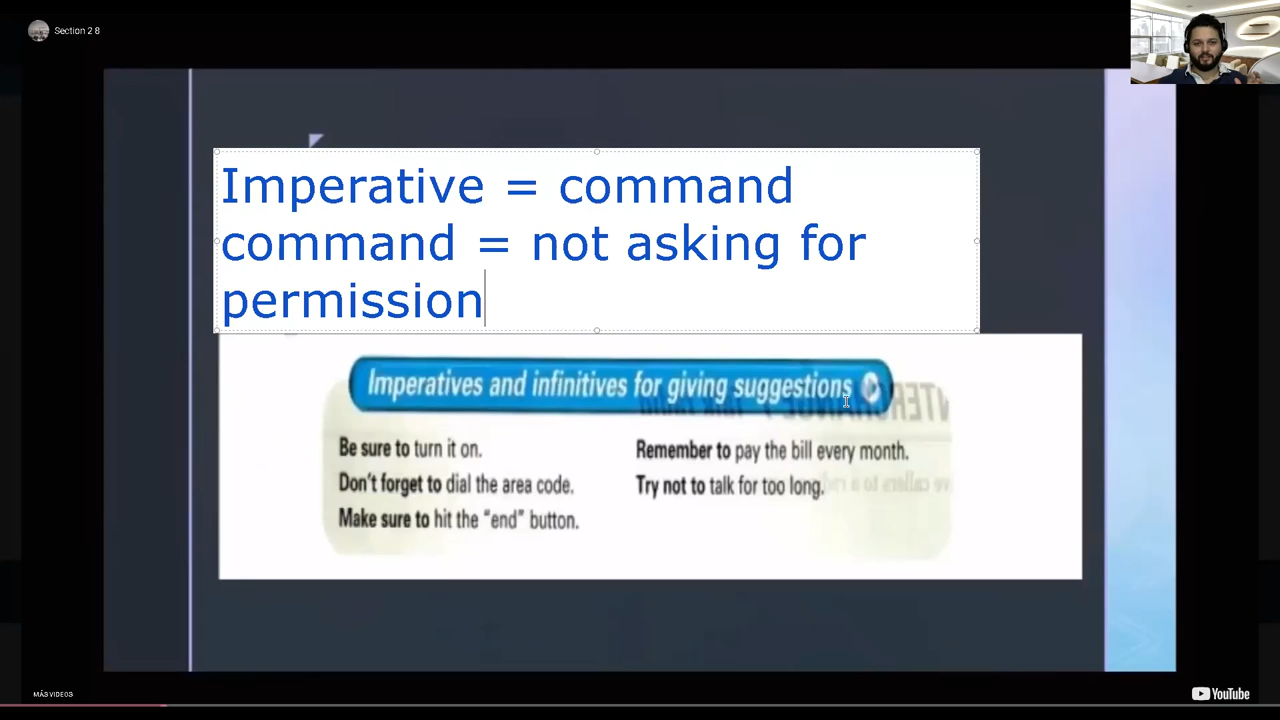 Section 2 8
Imperative = command
command = not asking for
permission
Imperatives and infinitives for giving suggestions
Be sure to turn it on.
Don't forget to dial the area code.
Make sure to hit the "end" button.
Remember to pay the bill every month.
Try not to talk for too long.
MÁS VIDEOS
YouTube